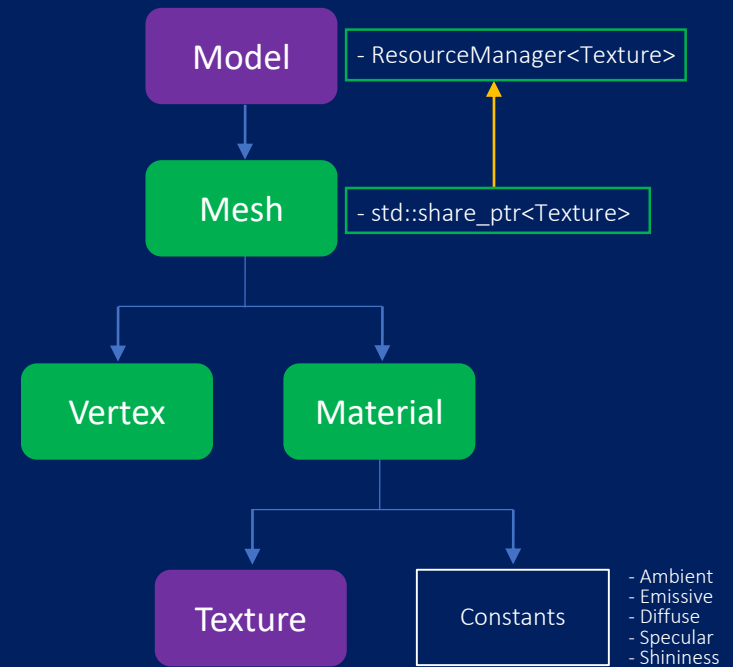 Model
- ResourceManager<Texture>
Mesh
- std::share_ptr<Texture>
Vertex
Material
Texture
Constants
- Ambient
- Emissive
- Diffuse
- Specular
- Shininess